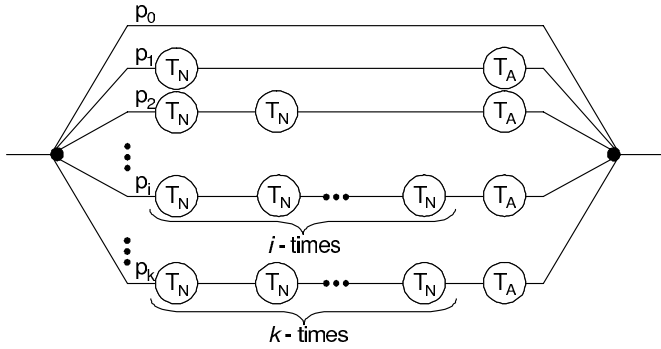 p0
p1 TN TA
p2 TN TN TA
pi TN TN TN TA
i - times
pk TN TN TN TA
k - times